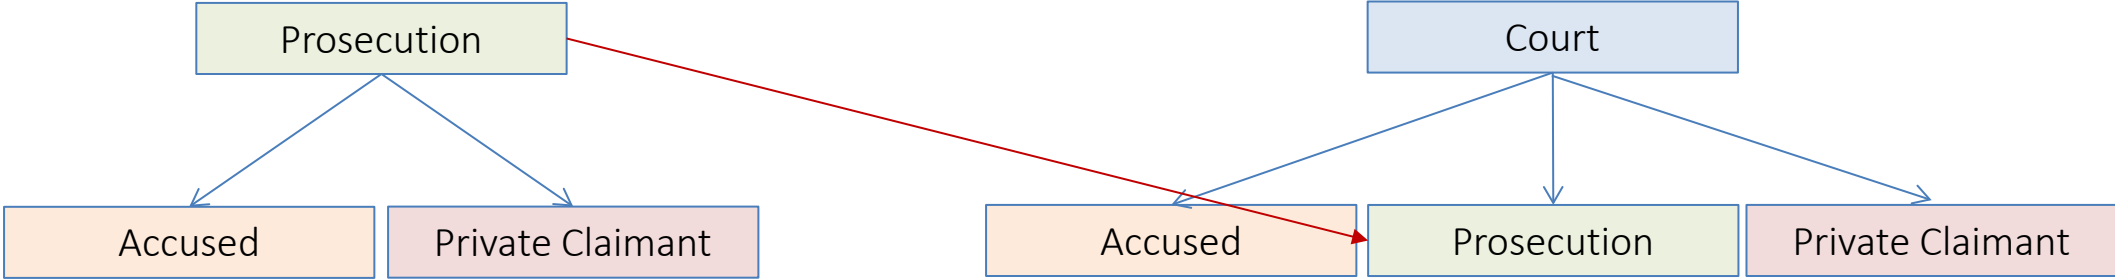 Prosecution
Court
Accused
Private Claimant
Accused
Prosecution
Private Claimant